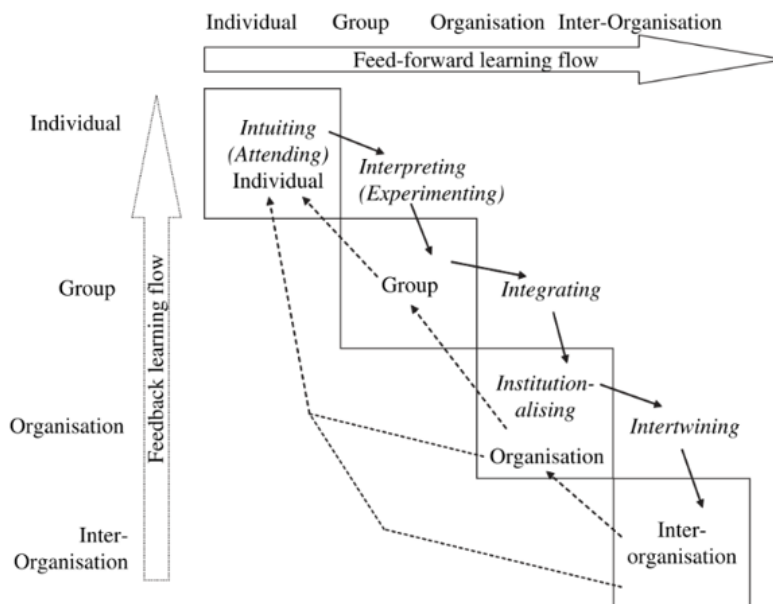 Individual Group Organisation Inter-Organisation
Feed-forward learning flow
Individual
Intuiting
(Attending)
Individual
Interpreting
(Experimenting)
Group
Feedback learning flow
Group
Integrating
Organisation
Institution-
alising
Organisation
Intertwining
Inter-
Organisation
Inter-
organisation